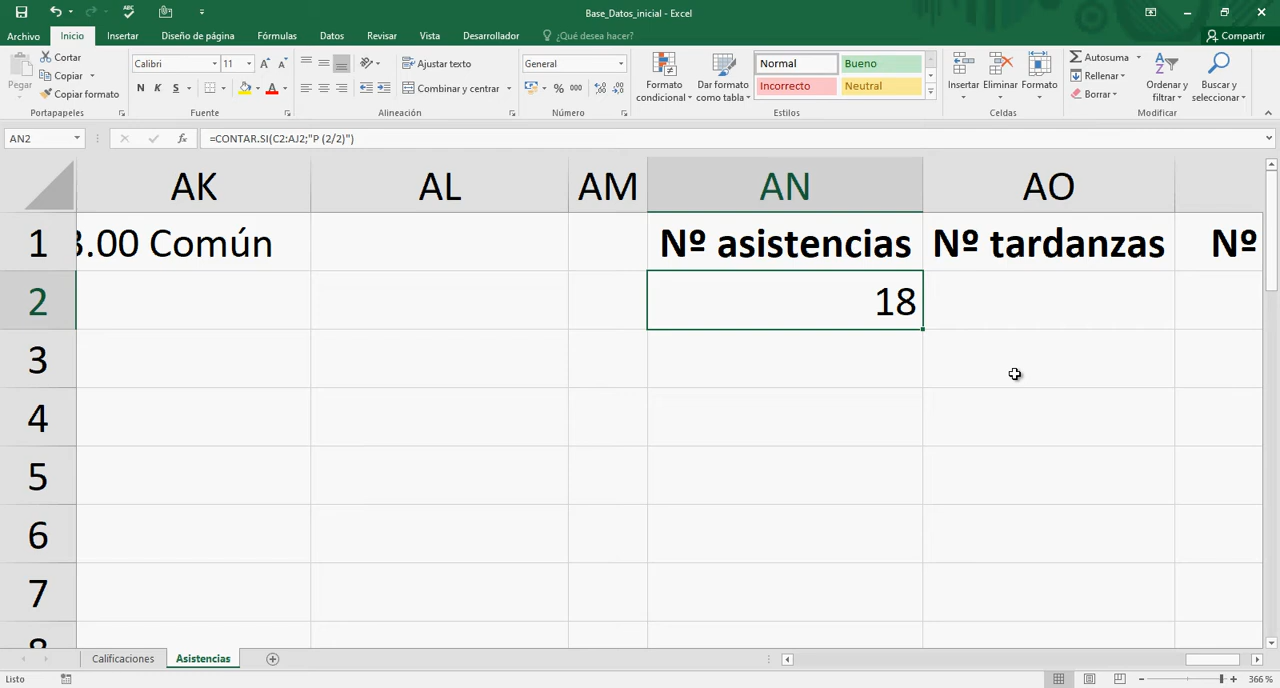 Base_Datos_inicial - Excel
Archivo Inicio Insertar Diseño de página Fórmulas Datos Revisar Vista Desarrollador ¿Qué desea hacer? Compartir
Pegar
Cortar
Copiar
Copiar formato
Portapapeles
Calibri 11
N K S
Fuente
Ajustar texto
Combinar y centrar
Alineación
General
% 000
Número
Formato condicional
Dar formato como tabla
Normal Bueno
Incorrecto Neutral
Estilos
Insertar Eliminar Formato
Celdas
Autosuma
Rellenar
Borrar
Ordenar y filtrar
Buscar y seleccionar
Modificar
AN2 fx =CONTAR.SI(C2:AJ2;"P (2/2)")
AK AL AM AN AO
1 3.00 Común Nº asistencias Nº tardanzas Nº
2 18
3
4
5
6
7
8
Calificaciones Asistencias
Listo 366 %